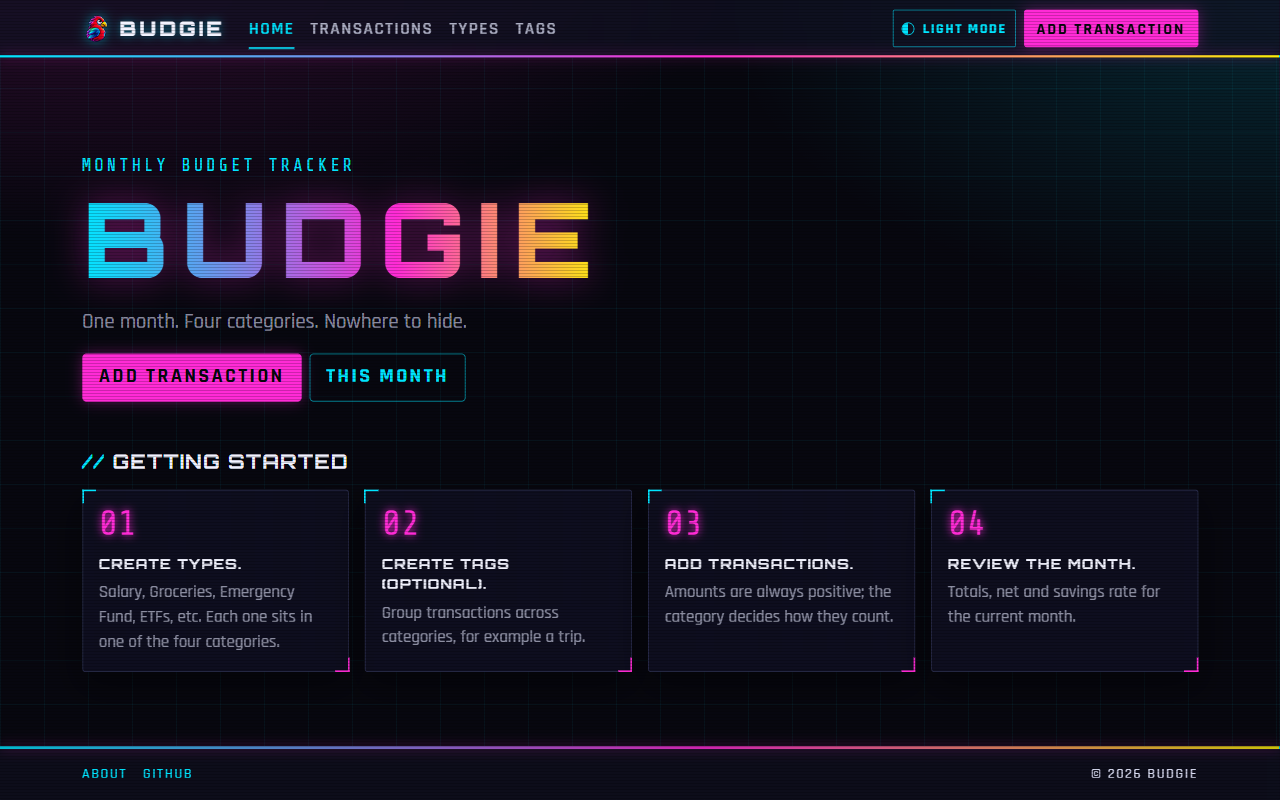 BUDGIE
HOME TRANSACTIONS TYPES TAGS
LIGHT MODE
ADD TRANSACTION
MONTHLY BUDGET TRACKER
BUDGIE
One month. Four categories. Nowhere to hide.
ADD TRANSACTION
THIS MONTH
// GETTING STARTED
01
CREATE TYPES.
Salary, Groceries, Emergency
Fund, ETFs, etc. Each one sits in
one of the four categories.
02
CREATE TAGS
(OPTIONAL).
Group transactions across
categories, for example a trip.
03
ADD TRANSACTIONS.
Amounts are always positive; the
category decides how they count.
04
REVIEW THE MONTH.
Totals, net and savings rate for
the current month.
ABOUT GITHUB
© 2026 BUDGIE